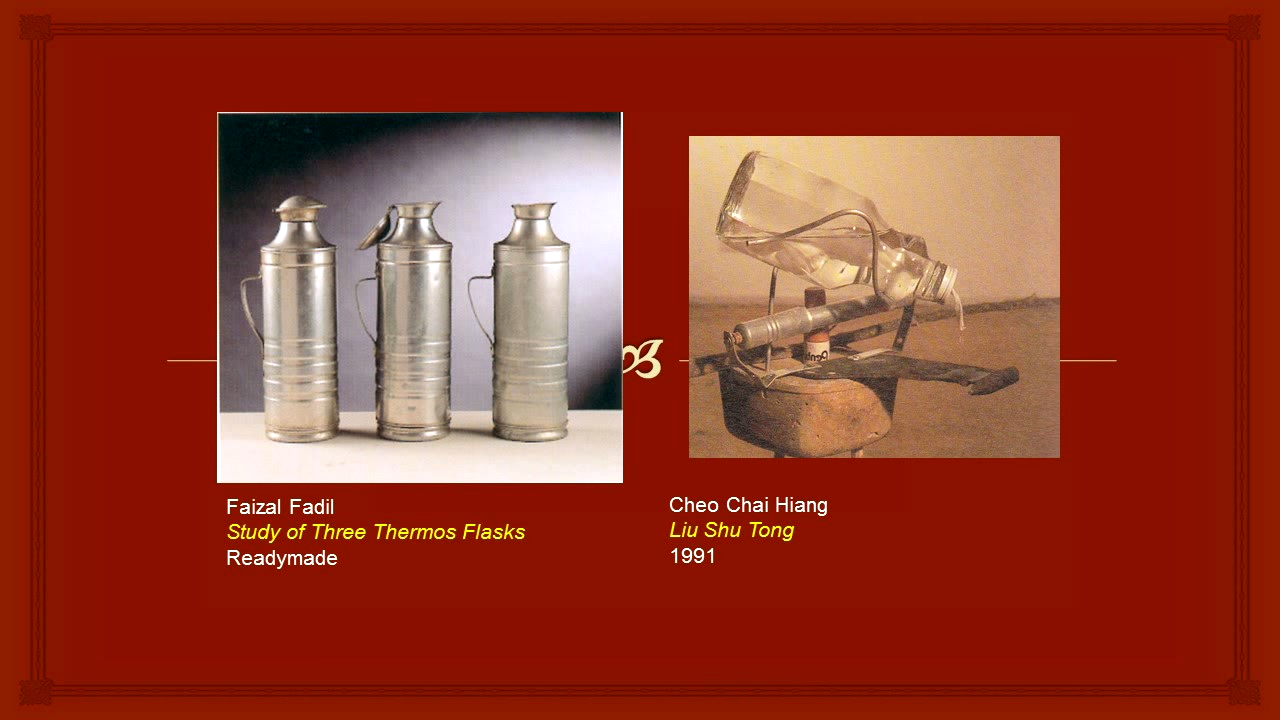 Faizal Fadil
Study of Three Thermos Flasks
Readymade
Cheo Chai Hiang
Liu Shu Tong
1991